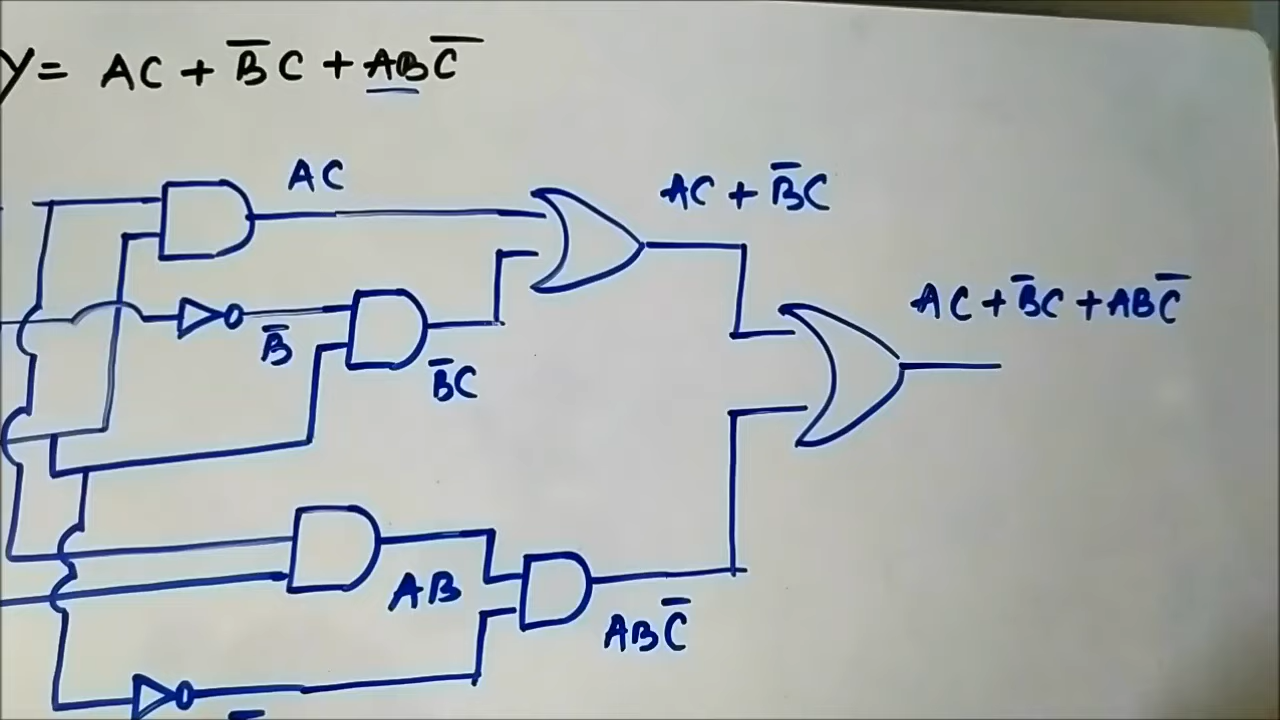 Y = AC + B̅C + ABC̅
AC
AC + B̅C
B̅
B̅C
AC + B̅C + ABC̅
AB
ABC̅